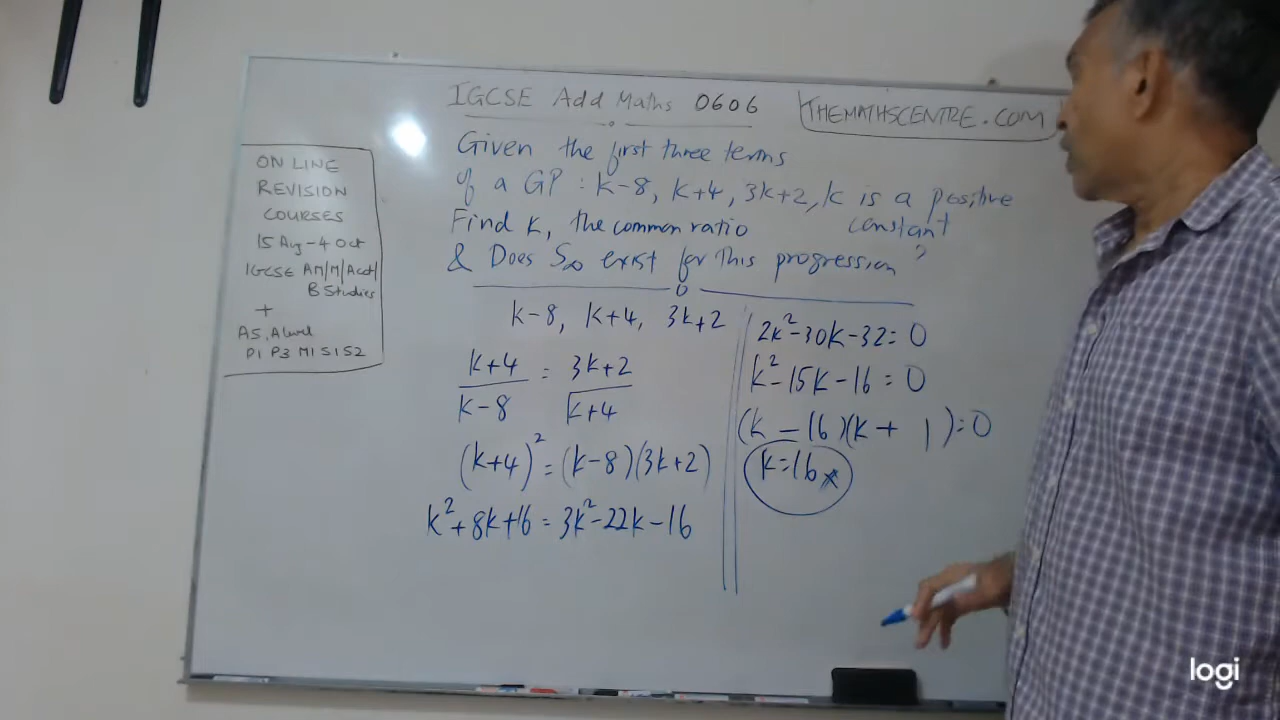 IGCSE Add Maths 0606
THEMATHSCENTRE.COM
Given the first three terms
of a GP : k-8, k+4, 3k+2, k is a positive
constant
Find k, the common ratio
& Does S∞ exist for this progression?
ON LINE
REVISION
COURSES
15 Aug - 4 Oct
IGCSE AM/M/Acct/
B Studies
+
AS, A level
P1 P3 M1 S1 S2
k-8, k+4, 3k+2
k+4/k-8 = 3k+2/k+4
(k+4)² = (k-8)(3k+2)
k²+8k+16 = 3k²-22k-16
2k²-30k-32=0
k²-15k-16=0
(k-16)(k+1)=0
k=16
logi